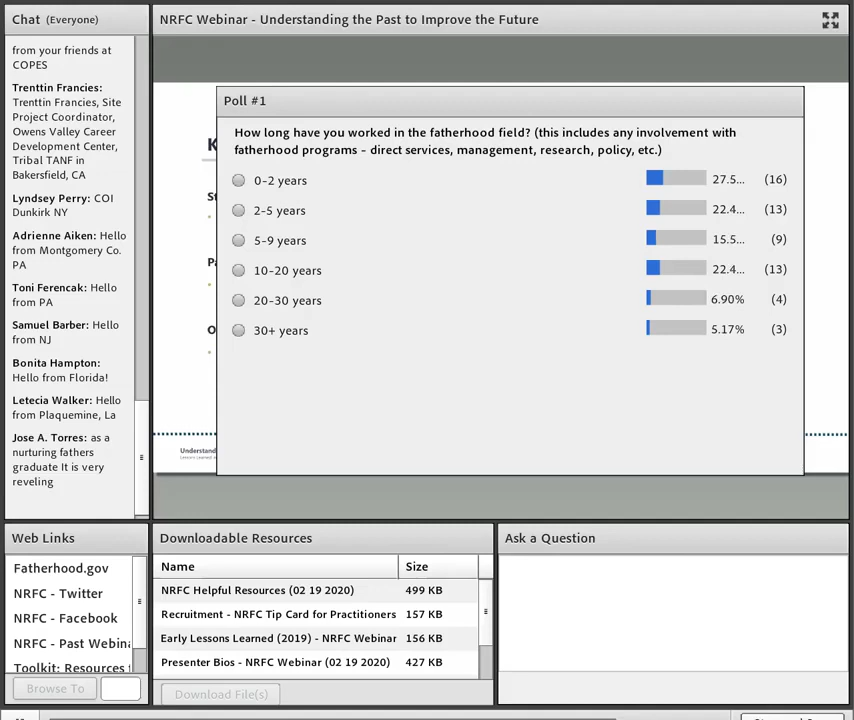 Chat (Everyone)
from your friends at
COPES
Trenttin Francies:
Trenttin Francies, Site
Project Coordinator,
Owens Valley Career
Development Center,
Tribal TANF in
Bakersfield, CA
Lyndsey Perry: COI
Dunkirk NY
Adrienne Aiken: Hello
from Montgomery Co.
PA
Toni Ferencak: Hello
from PA
Samuel Barber: Hello
from NJ
Bonita Hampton:
Hello from Florida!
Letecia Walker: Hello
from Plaquemine, La
Jose A. Torres: as a
nurturing fathers
graduate It is very
reveling
NRFC Webinar - Understanding the Past to Improve the Future
Poll #1
How long have you worked in the fatherhood field? (this includes any involvement with
fatherhood programs - direct services, management, research, policy, etc.)
0-2 years 27.5... (16)
2-5 years 22.4... (13)
5-9 years 15.5... (9)
10-20 years 22.4... (13)
20-30 years 6.90% (4)
30+ years 5.17% (3)
K
St
Pa
O
Understand
Web Links
Fatherhood.gov
NRFC - Twitter
NRFC - Facebook
NRFC - Past Webina
Toolkit: Resources f
Browse To
Downloadable Resources
Name Size
NRFC Helpful Resources (02 19 2020) 499 KB
Recruitment - NRFC Tip Card for Practitioners 157 KB
Early Lessons Learned (2019) - NRFC Webinar 156 KB
Presenter Bios - NRFC Webinar (02 19 2020) 427 KB
Download File(s)
Ask a Question